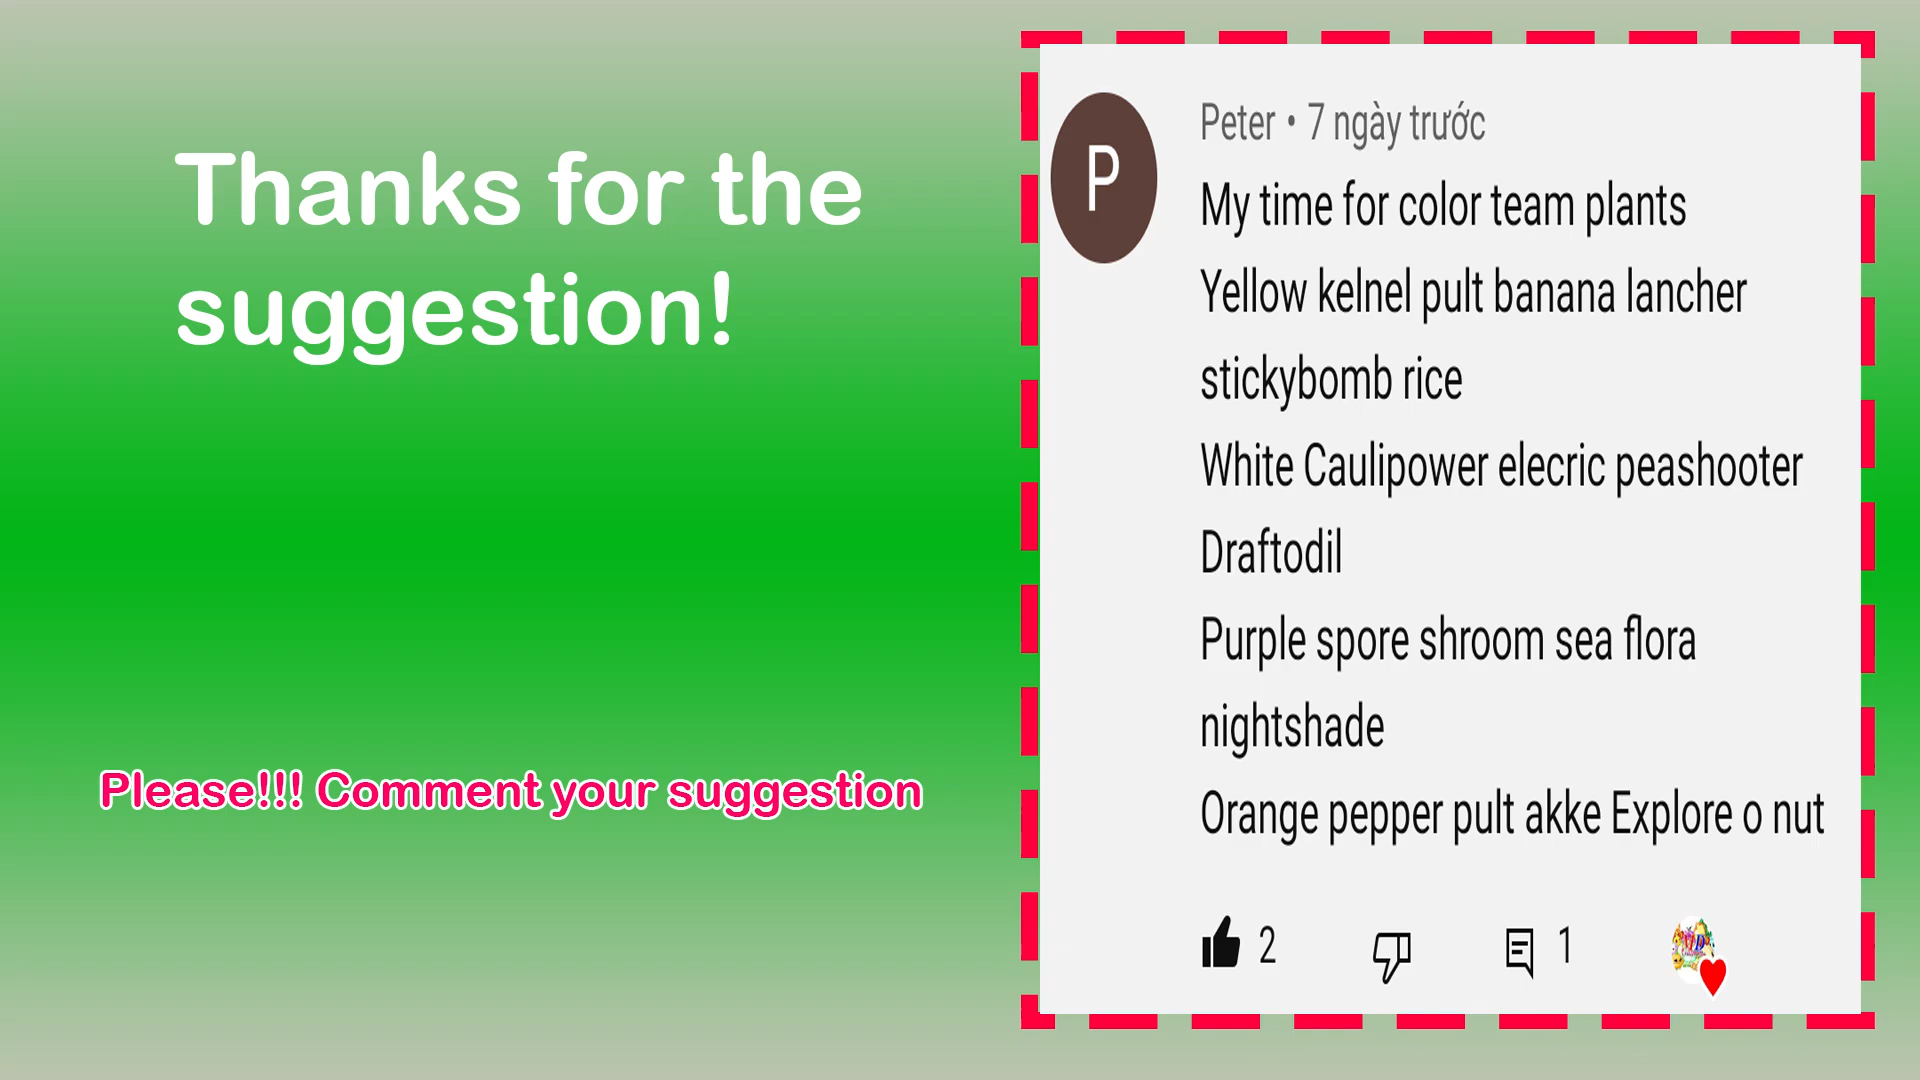 Thanks for the
suggestion!
Please!!! Comment your suggestion
P
Peter • 7 ngày trước
My time for color team plants
Yellow kelnel pult banana lancher
stickybomb rice
White Caulipower elecric peashooter
Draftodil
Purple spore shroom sea flora
nightshade
Orange pepper pult akke Explore o nut
2
1